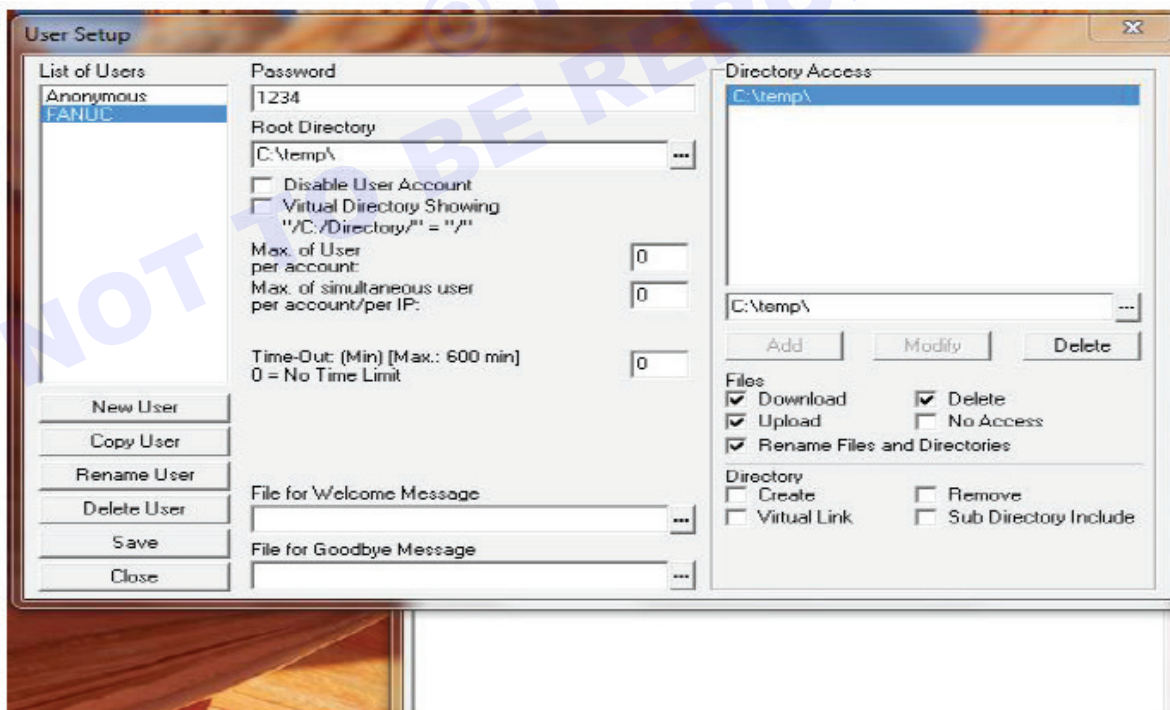 User Setup
List of Users
Anonymous
FANUC
New User
Copy User
Rename User
Delete User
Save
Close
Password
1234
Root Directory
C:\temp\
...
Disable User Account
Virtual Directory Showing
"/C:/Directory/" = "/"
Max. of User
per account:
0
Max. of simultaneous user
per account/per IP:
0
Time-Out: (Min) [Max.: 600 min]
0 = No Time Limit
0
File for Welcome Message
...
File for Goodbye Message
...
Directory Access
C:\temp\
C:\temp\
...
Add Modify Delete
Files
Download Delete
Upload No Access
Rename Files and Directories
Directory
Create Remove
Virtual Link Sub Directory Include
NOT TO BE